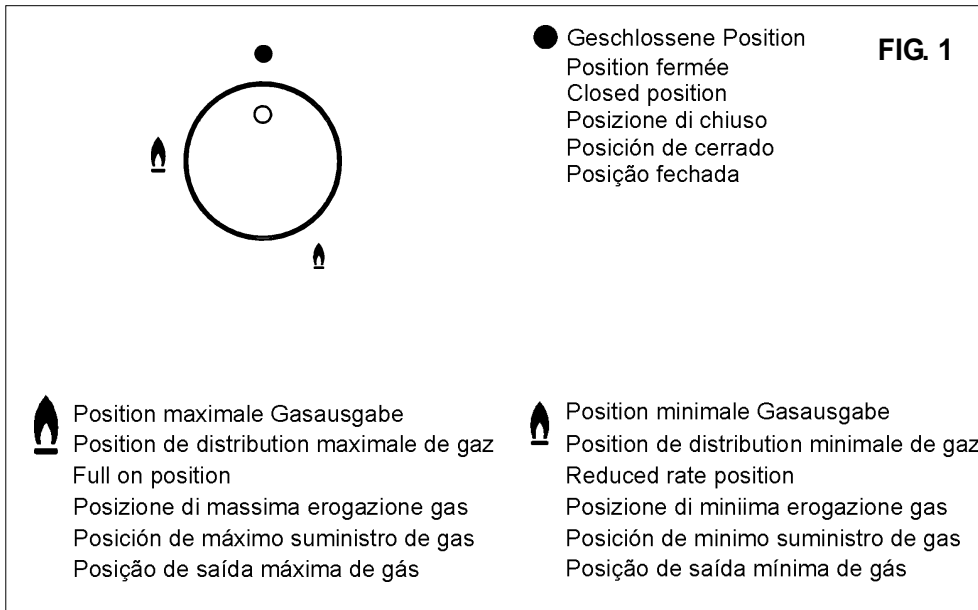 Geschlossene Position
Position fermée
Closed position
Posizione di chiuso
Posición de cerrado
Posição fechada
FIG. 1
Position maximale Gasausgabe
Position de distribution maximale de gaz
Full on position
Posizione di massima erogazione gas
Posición de máximo suministro de gas
Posição de saída máxima de gás
Position minimale Gasausgabe
Position de distribution minimale de gaz
Reduced rate position
Posizione di miniima erogazione gas
Posición de minimo suministro de gas
Posição de saída mínima de gás